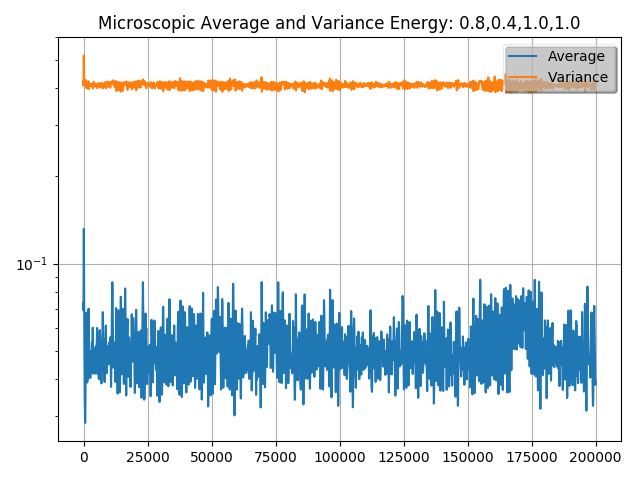 Microscopic Average and Variance Energy: 0.8,0.4,1.0,1.0
Average
Variance
10⁻¹
0 25000 50000 75000 100000 125000 150000 175000 200000